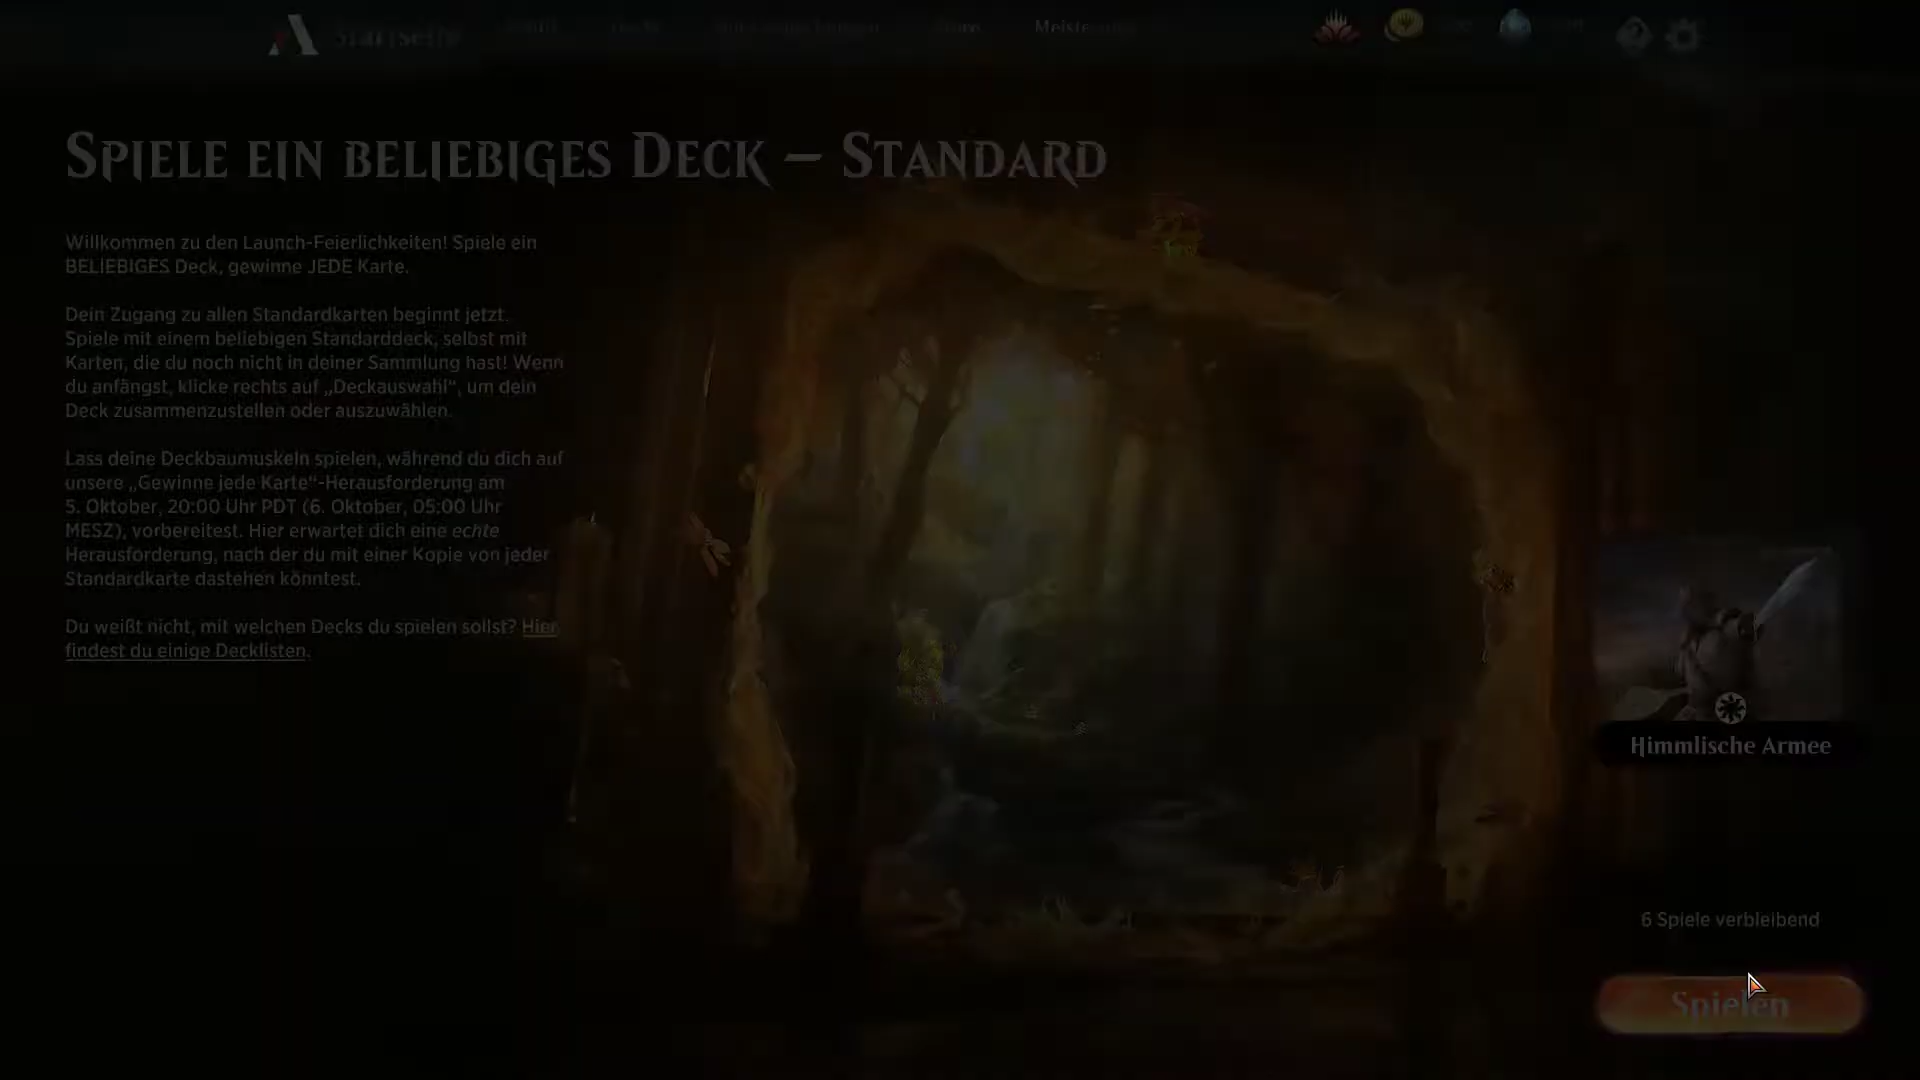 Startseite
Meisterung
Spiele ein beliebiges Deck – Standard
Willkommen zu den Launch-Feierlichkeiten! Spiele ein
BELIEBIGES Deck, gewinne JEDE Karte.
Dein Zugang zu allen Standardkarten beginnt jetzt.
Spiele mit einem beliebigen Standarddeck, selbst mit
Karten, die du noch nicht in deiner Sammlung hast! Wenn
du anfängst, klicke rechts auf „Deckauswahl“, um dein
Deck zusammenzustellen oder auszuwählen.
Lass deine Deckbaumuskeln spielen, während du dich auf
unsere „Gewinne jede Karte“-Herausforderung am
5. Oktober, 20:00 Uhr PDT (6. Oktober, 05:00 Uhr
MESZ), vorbereitest. Hier erwartet dich eine echte
Herausforderung, nach der du mit einer Kopie von jeder
Standardkarte dastehen könntest.
Du weißt nicht, mit welchen Decks du spielen sollst? Hier
findest du einige Decklisten.
Himmlische Armee
6 Spiele verbleibend
Spielen